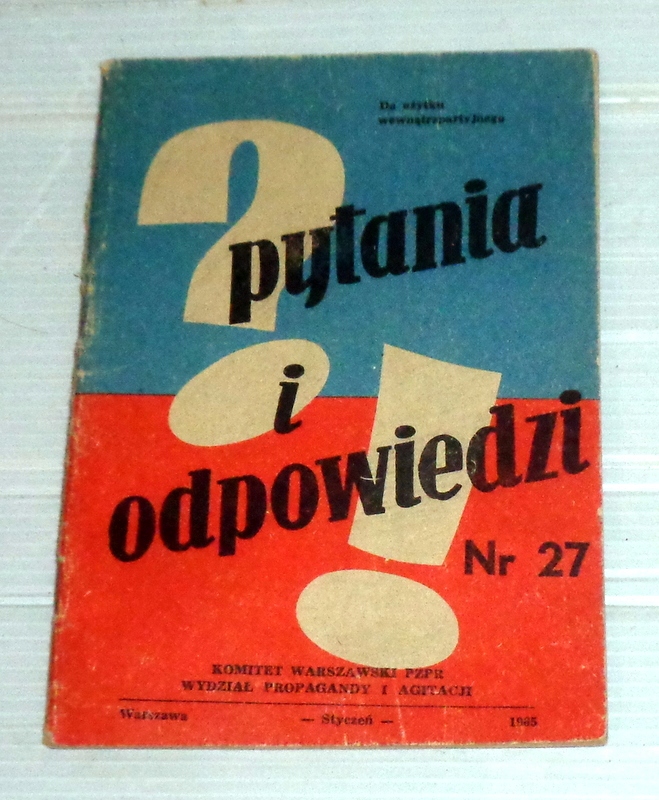 Do użytku
wewnątrzpartyjnego
pytania
i
odpowiedzi
Nr 27
KOMITET WARSZAWSKI PZPR
WYDZIAŁ PROPAGANDY I AGITACJI
Warszawa — Styczeń — 1965